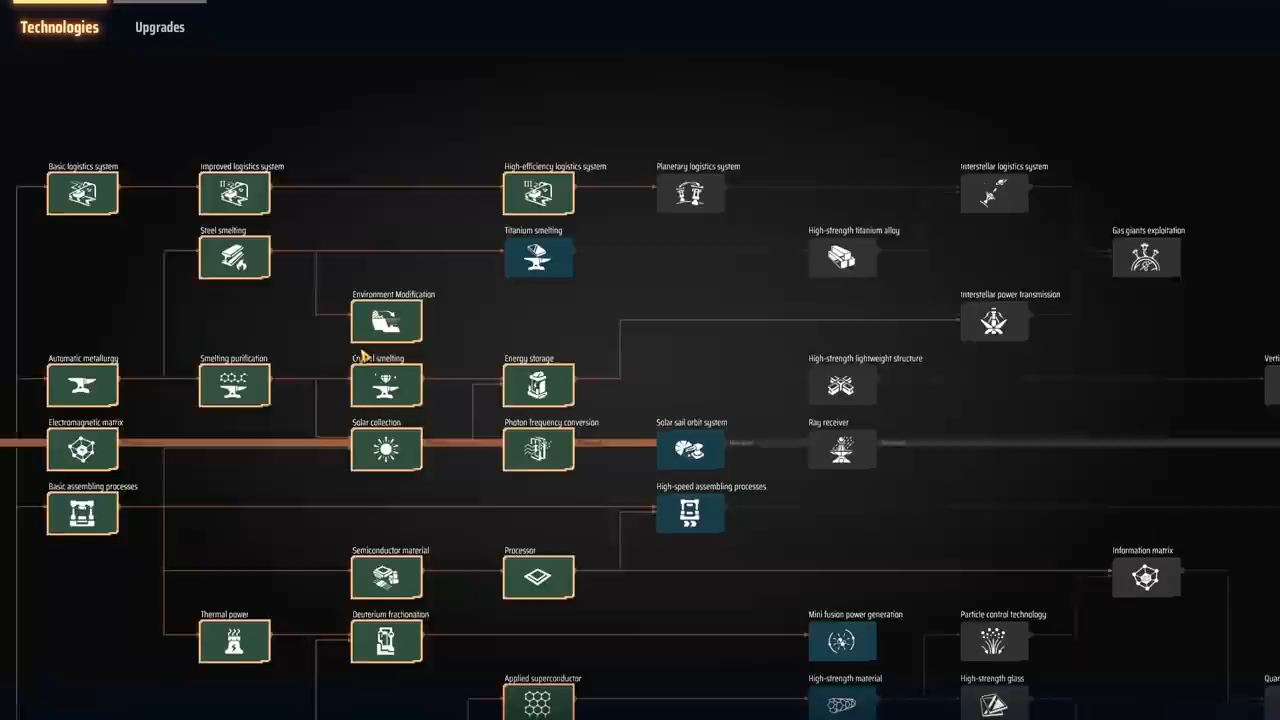 Technologies Upgrades
Basic logistics system Improved logistics system High-efficiency logistics system Planetary logistics system Interstellar logistics system
Steel smelting Titanium smelting High-strength titanium alloy Gas giants exploitation
Environment Modification Interstellar power transmission
Automatic metallurgy Smelting purification smelting Energy storage High-strength lightweight structure
Electromagnetic matrix Solar collection Photon frequency conversion Solar sail orbit system Ray receiver
Basic assembling processes High-speed assembling processes
Semiconductor material Processor Information matrix
Thermal power Deuterium fractionation Mini fusion power generation Particle control technology
Applied superconductor High-strength material High-strength glass